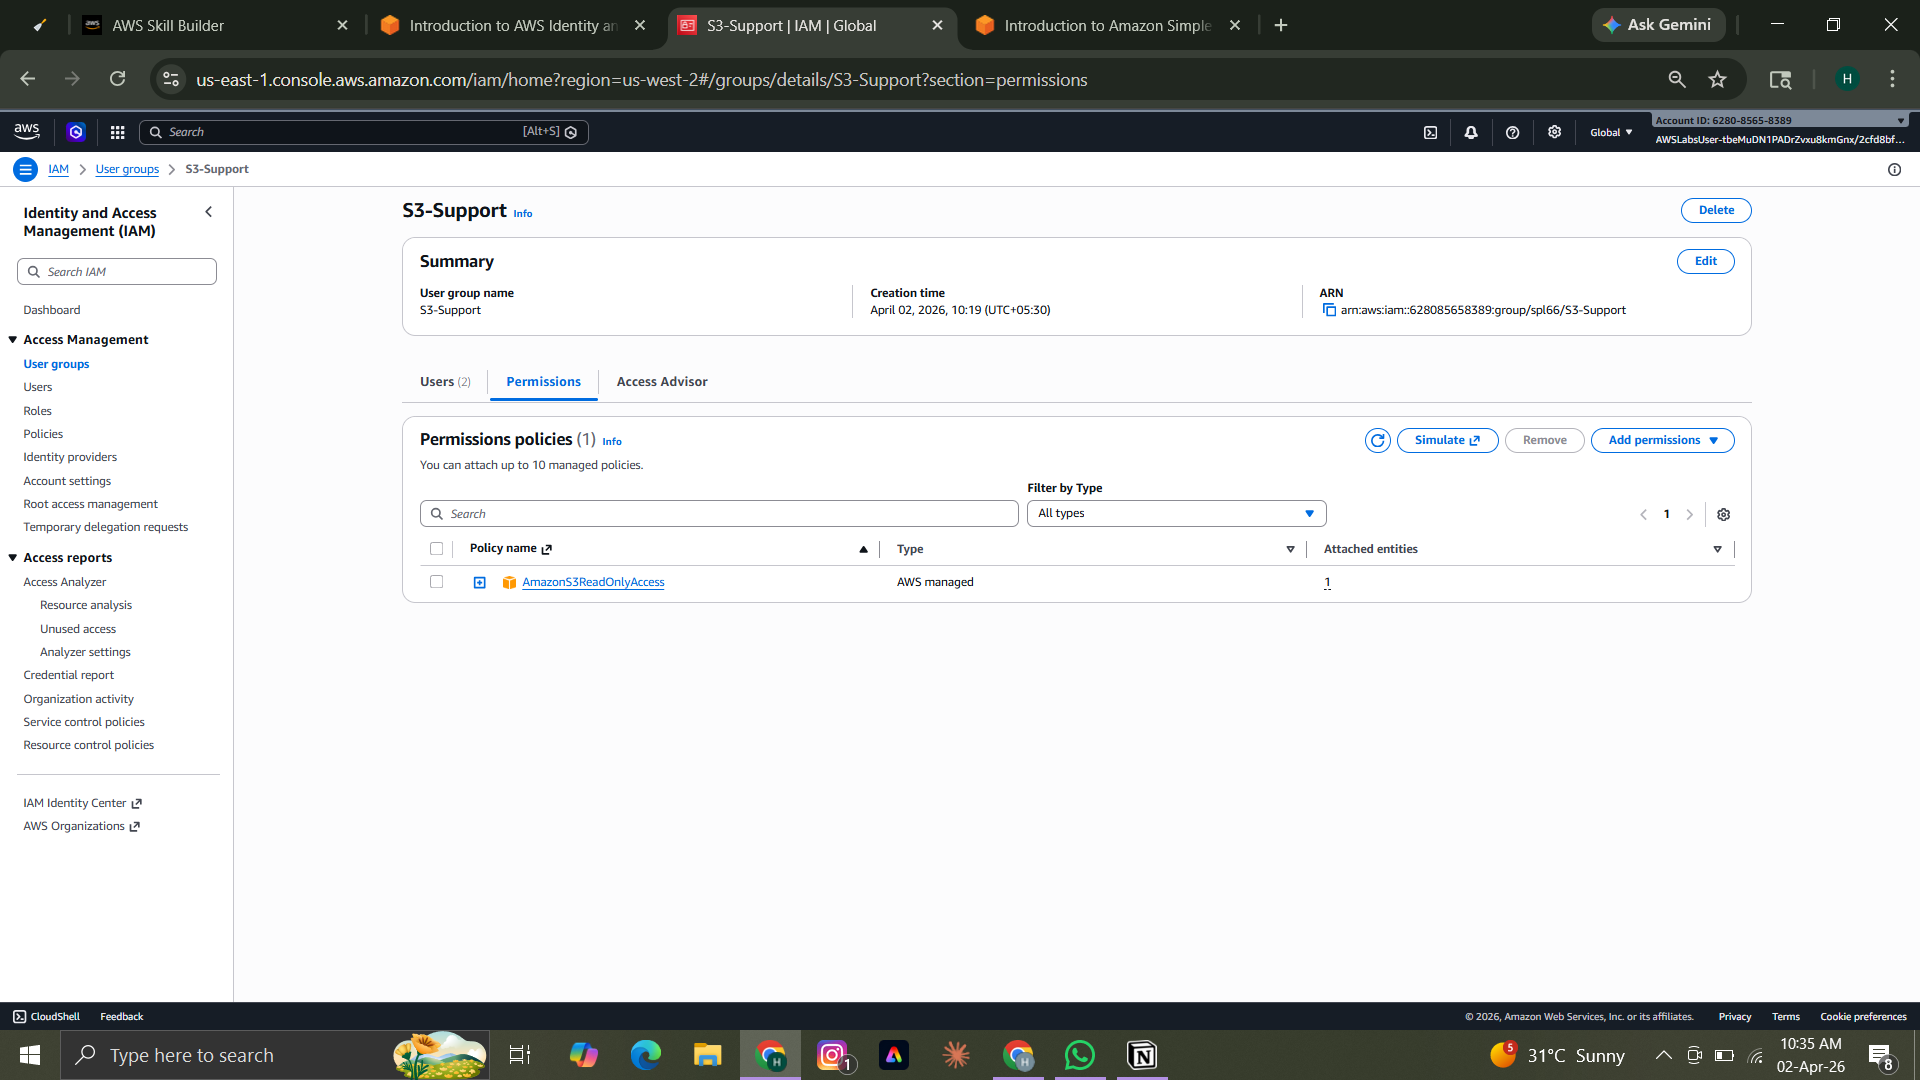 AWS Skill Builder
Introduction to AWS Identity an
S3-Support | IAM | Global
Introduction to Amazon Simple
Ask Gemini
us-east-1.console.aws.amazon.com/iam/home?region=us-west-2#/groups/details/S3-Support?section=permissions
H
aws
Search
[Alt+S]
Global
Account ID: 6280-8565-8389
AWSLabsUser-tbeMuDN1PADrZvxu8kmGnx/2cfd8bf...
IAM
User groups
S3-Support
Identity and Access
Management (IAM)
Search IAM
Dashboard
Access Management
User groups
Users
Roles
Policies
Identity providers
Account settings
Root access management
Temporary delegation requests
Access reports
Access Analyzer
Resource analysis
Unused access
Analyzer settings
Credential report
Organization activity
Service control policies
Resource control policies
IAM Identity Center
AWS Organizations
S3-Support Info
Delete
Summary
Edit
User group name
S3-Support
Creation time
April 02, 2026, 10:19 (UTC+05:30)
ARN
arn:aws:iam::628085658389:group/spl66/S3-Support
Users (2)
Permissions
Access Advisor
Permissions policies (1) Info
You can attach up to 10 managed policies.
Simulate
Remove
Add permissions
Search
Filter by Type
All types
1
Policy name
Type
Attached entities
AmazonS3ReadOnlyAccess
AWS managed
1
CloudShell
Feedback
© 2026, Amazon Web Services, Inc. or its affiliates.
Privacy
Terms
Cookie preferences
Type here to search
H
1
H
5
31°C Sunny
10:35 AM
02-Apr-26
8